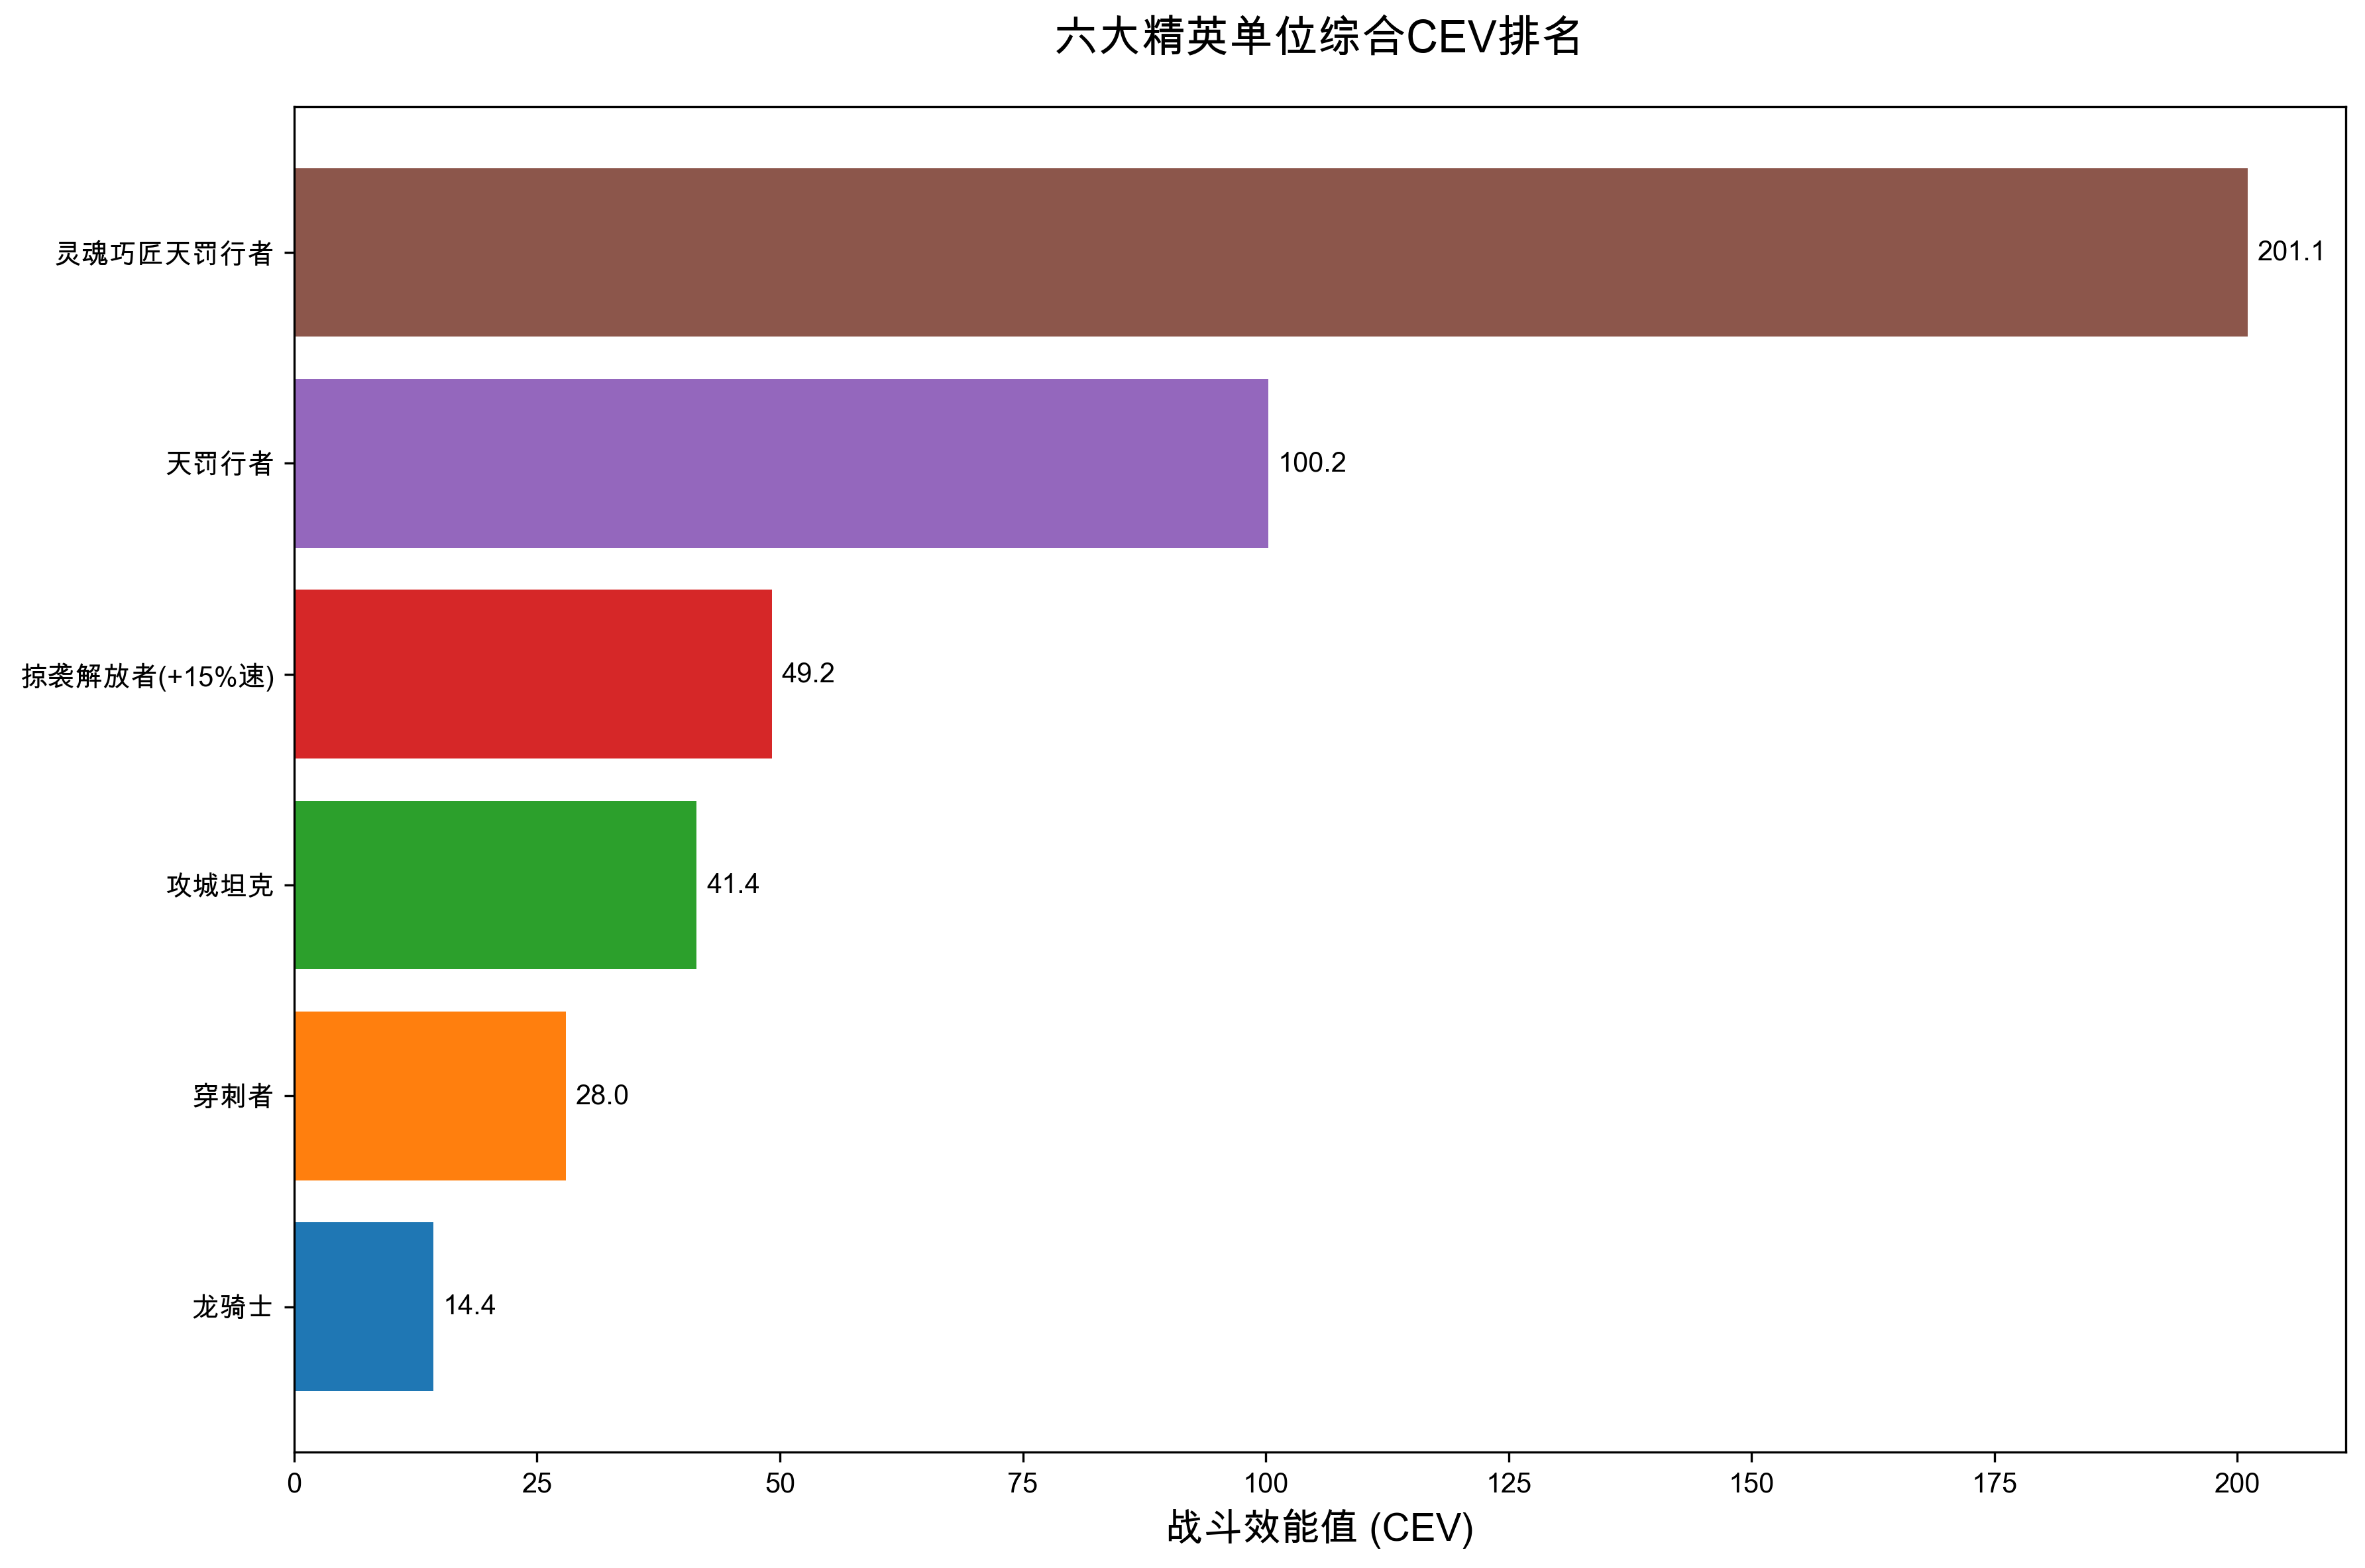 六大精英单位综合CEV排名
灵魂巧匠天罚行者
201.1
天罚行者
100.2
掠袭解放者(+15%速)
49.2
攻城坦克
41.4
穿刺者
28.0
龙骑士
14.4
0 25 50 75 100 125 150 175 200
战斗效能值 (CEV)